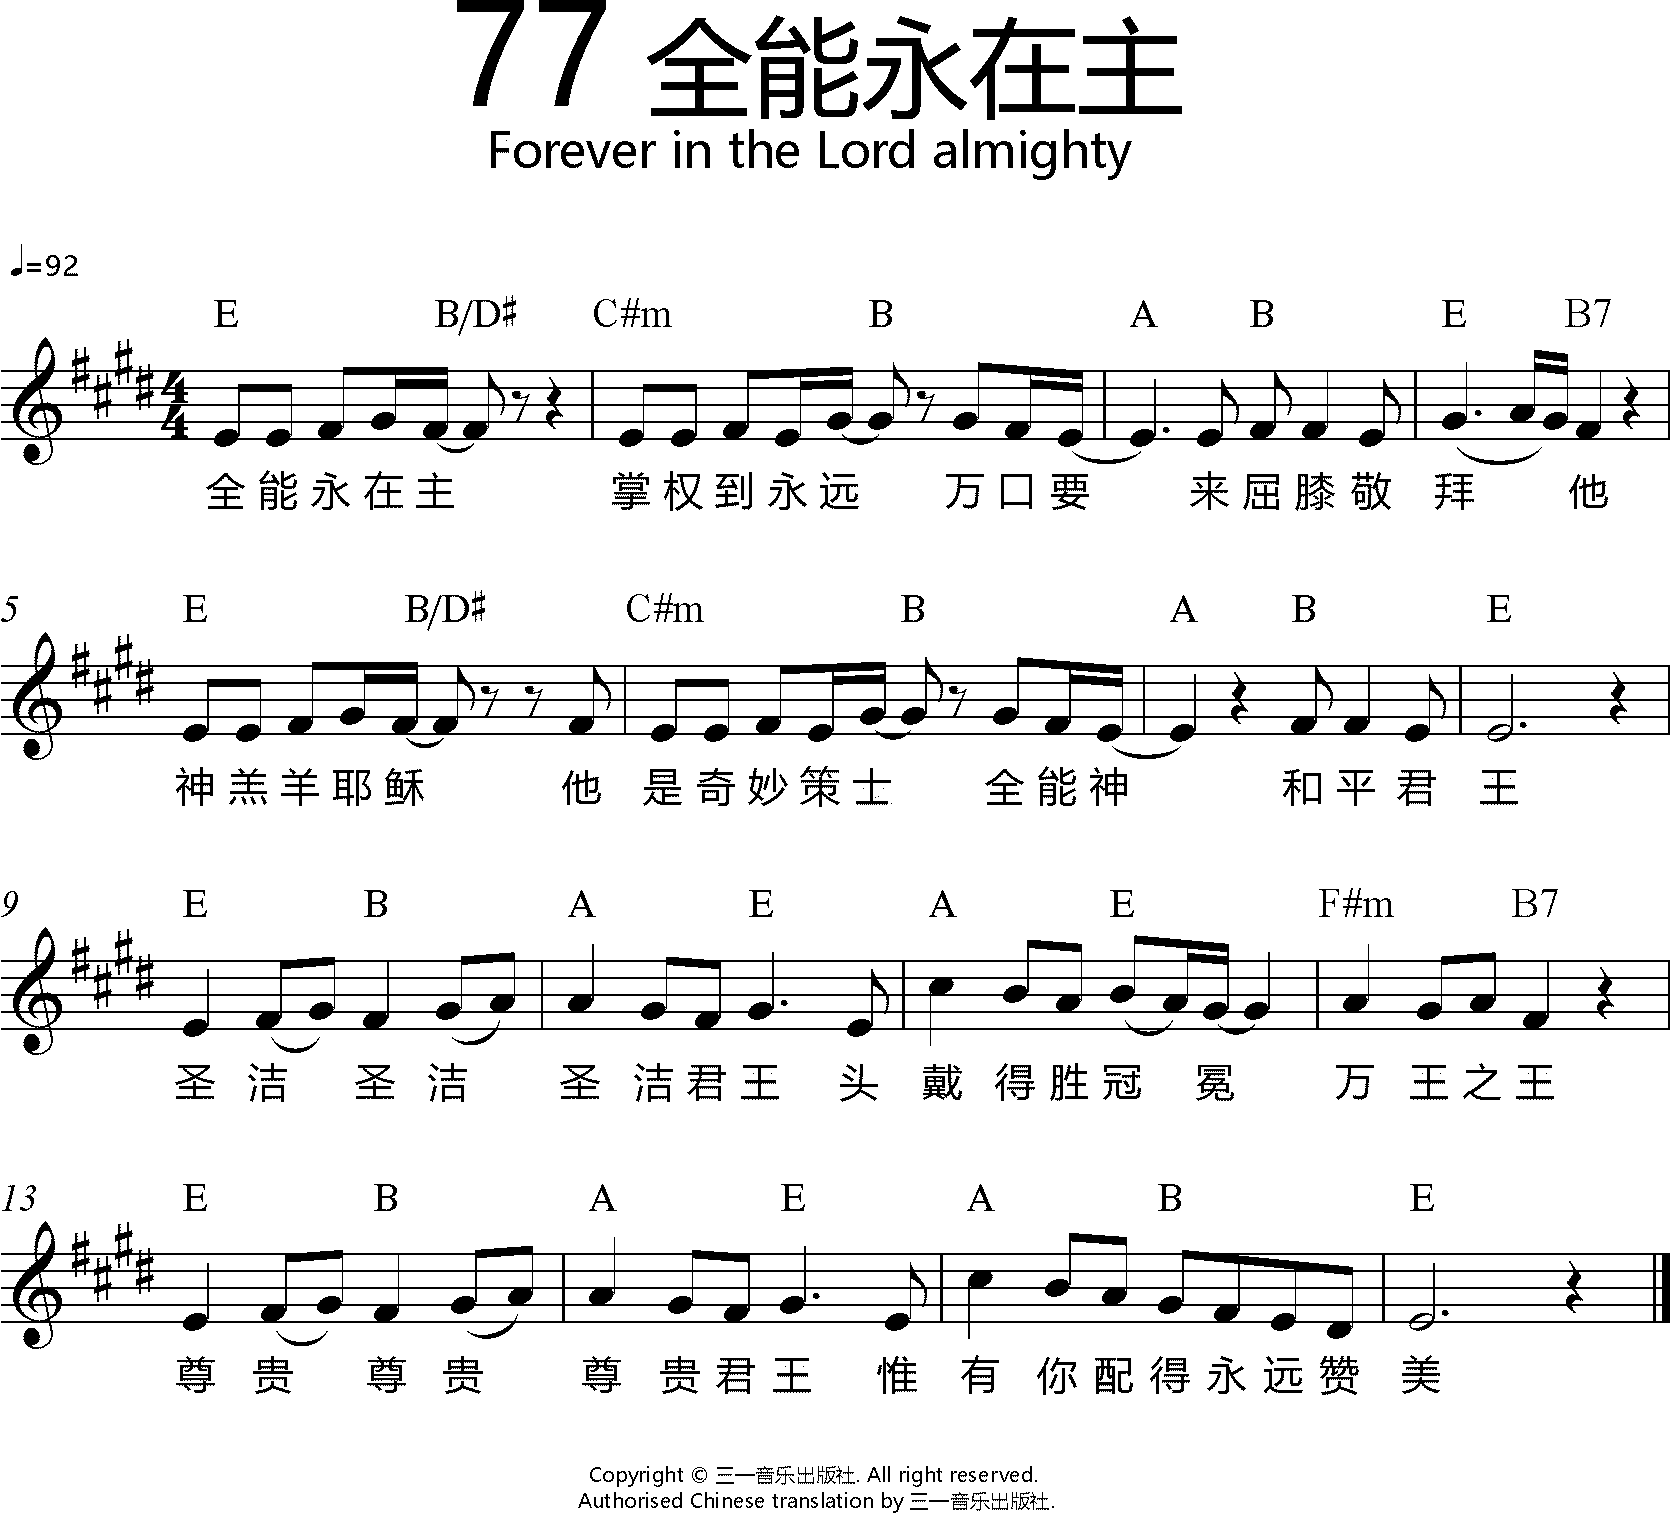 77 全能永在主
Forever in the Lord almighty
♩=92
E B/D♯ C#m B A B E B7
全能永在主 掌权到永远 万口要 来屈膝敬拜 他
5 E B/D♯ C#m B A B E
神羔羊耶稣 他是奇妙策士 全能神 和平君王
9 E B A E A E F#m B7
圣洁 圣洁 圣洁君王 头戴得胜冠冕 万王之王
13 E B A E A B E
尊贵 尊贵 尊贵君王 惟有你配得永远赞美
Copyright © 三一音乐出版社. All right reserved.
Authorised Chinese translation by 三一音乐出版社.